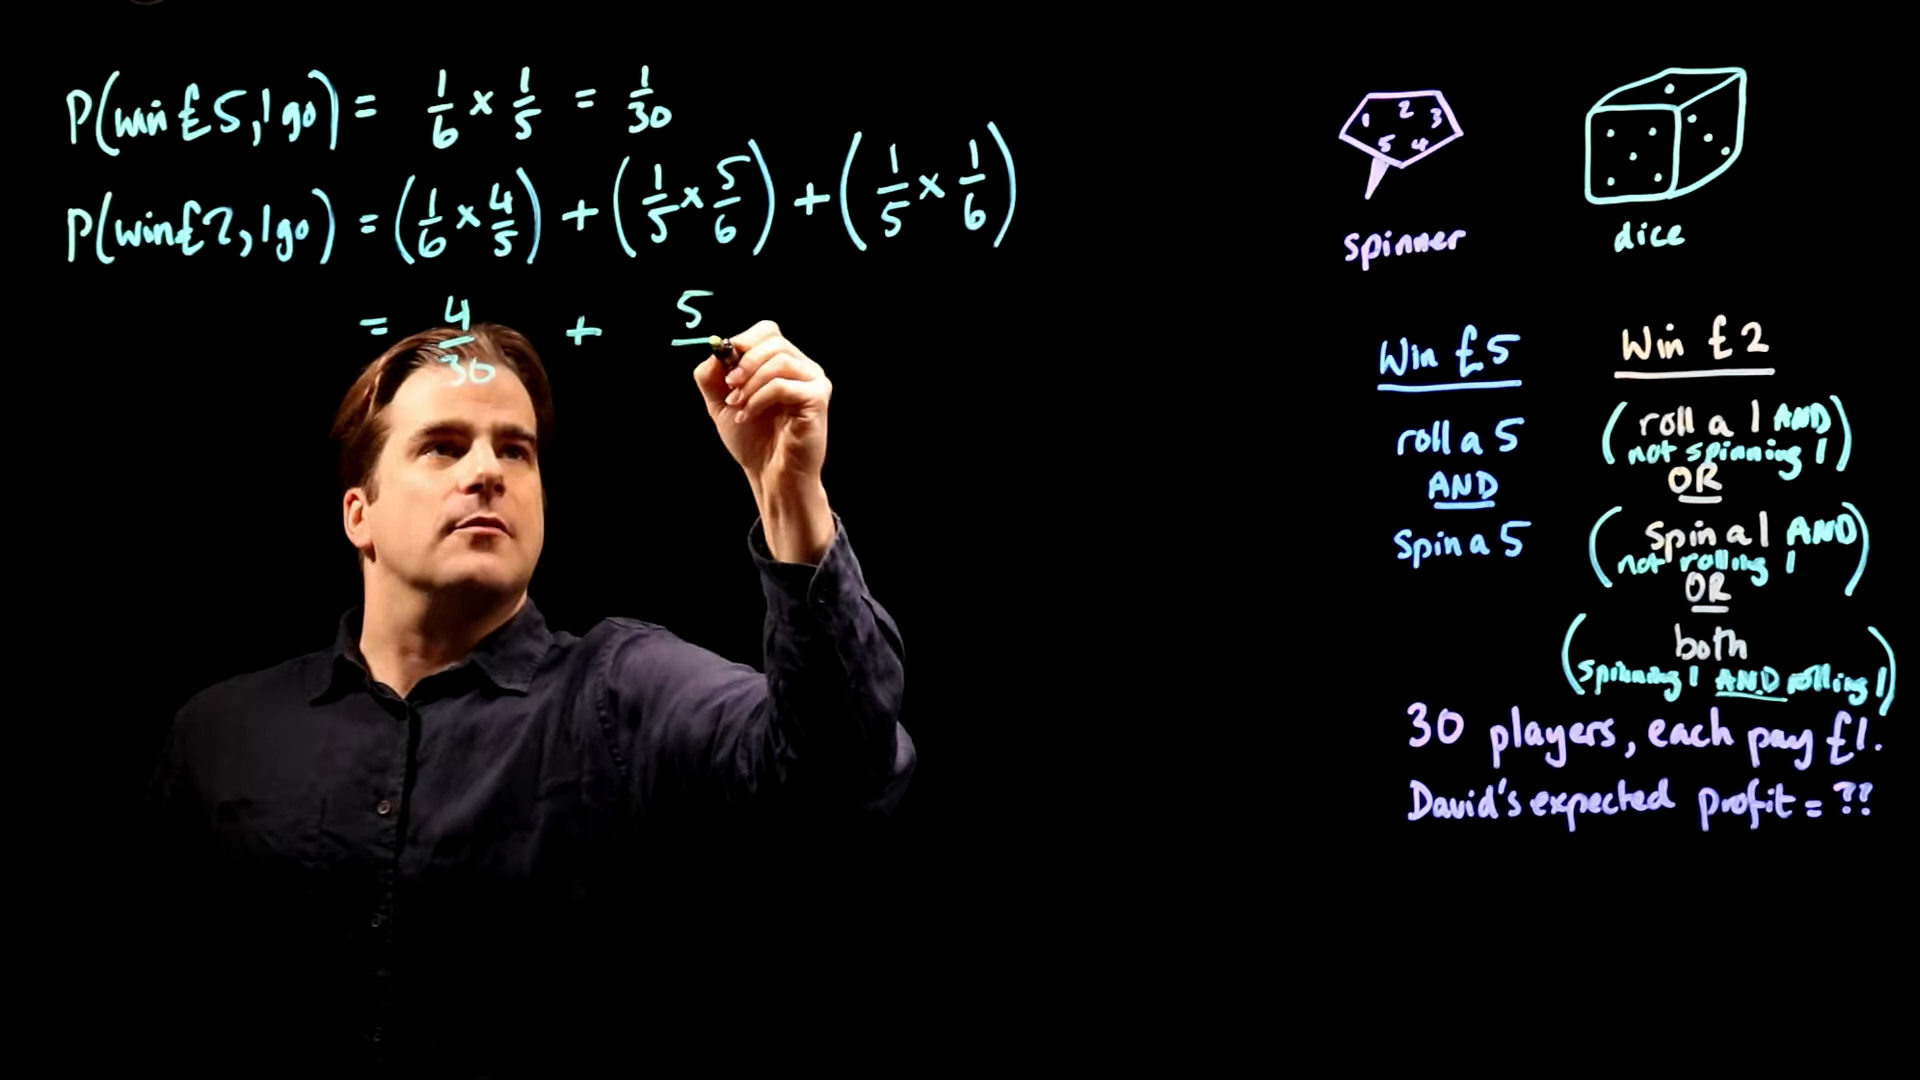 P(win £5, 1 go) = 1/6 × 1/5 = 1/30
P(win £2, 1 go) = (1/6 × 4/5) + (1/5 × 5/6) + (1/5 × 1/6)
= 4/30 + 5
1 2 3
5 4
spinner
dice
Win £5
roll a 5
AND
Spin a 5
Win £2
(roll a 1 AND
not spinning 1)
OR
(spin a 1 AND
not rolling 1)
OR
(both
spinning 1 AND rolling 1)
30 players, each pay £1.
David's expected profit = ??